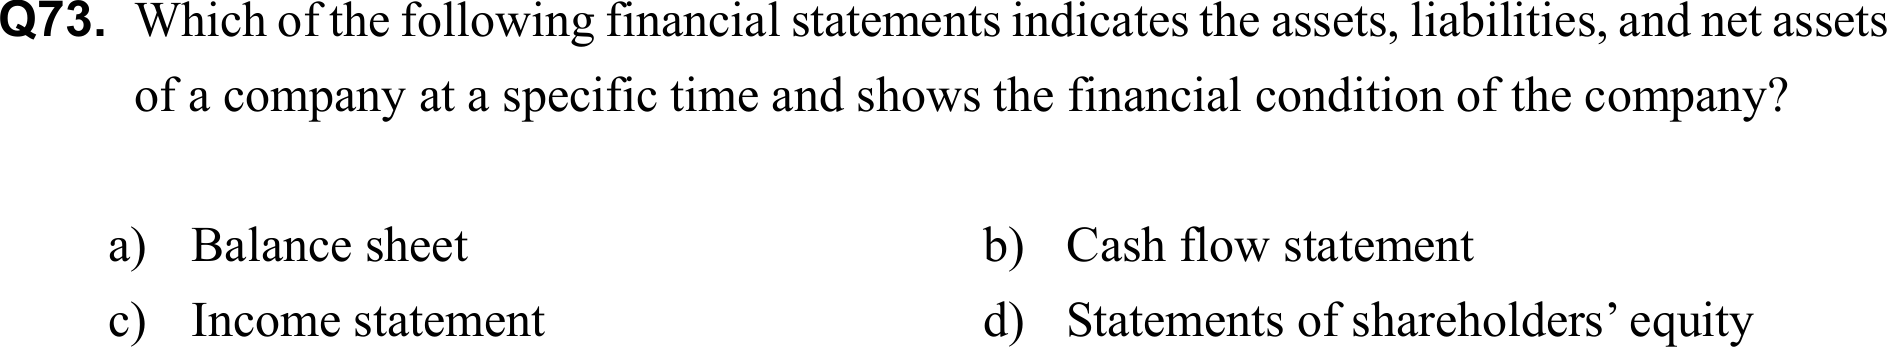 Q73. Which of the following financial statements indicates the assets, liabilities, and net assets
of a company at a specific time and shows the financial condition of the company?
a) Balance sheet b) Cash flow statement
c) Income statement d) Statements of shareholders’ equity